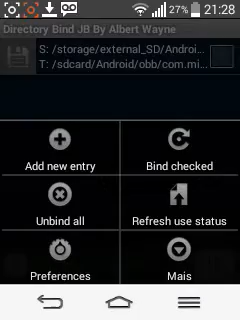 27% 21:28
Directory Bind JB By Albert Wayne
S: /storage/external_SD/Androi...
T: /sdcard/Android/obb/com.mi...
Add new entry
Bind checked
Unbind all
Refresh use status
Preferences
Mais